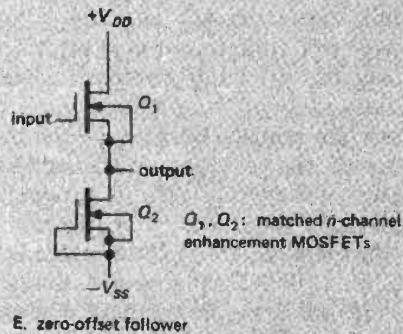 +V_DD
Q₁
input
output
Q₂
Q₁, Q₂: matched n-channel
enhancement MOSFETs
−V_SS
E. zero-offset follower